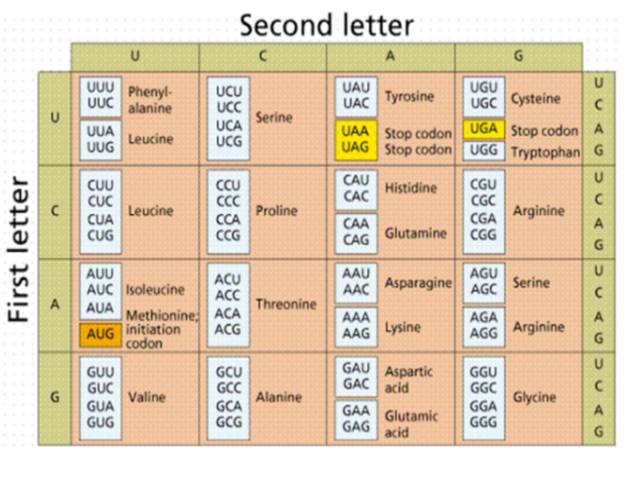 Second letter
U C A G
First letter
U
UUU
UUC
Phenyl-
alanine
UUA
UUG
Leucine
UCU
UCC
UCA
UCG
Serine
UAU
UAC
Tyrosine
UAA
UAG
Stop codon
Stop codon
UGU
UGC
Cysteine
UGA
Stop codon
UGG
Tryptophan
U
C
A
G
C
CUU
CUC
CUA
CUG
Leucine
CCU
CCC
CCA
CCG
Proline
CAU
CAC
Histidine
CAA
CAG
Glutamine
CGU
CGC
CGA
CGG
Arginine
U
C
A
G
A
AUU
AUC
AUA
Isoleucine
AUG
Methionine;
initiation
codon
ACU
ACC
ACA
ACG
Threonine
AAU
AAC
Asparagine
AAA
AAG
Lysine
AGU
AGC
Serine
AGA
AGG
Arginine
U
C
A
G
G
GUU
GUC
GUA
GUG
Valine
GCU
GCC
GCA
GCG
Alanine
GAU
GAC
Aspartic
acid
GAA
GAG
Glutamic
acid
GGU
GGC
GGA
GGG
Glycine
U
C
A
G